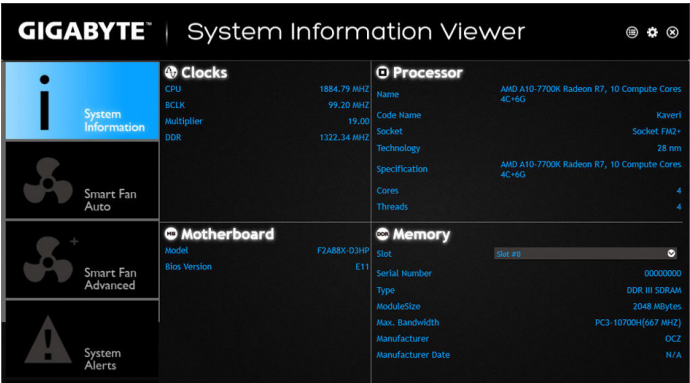 GIGABYTE™ System Information Viewer
System
Information
Smart Fan
Auto
Smart Fan
Advanced
System
Alerts
Clocks
CPU 1884.79 MHZ
BCLK 99.20 MHZ
Multiplier 19.00
DDR 1322.34 MHZ
Processor
Name AMD A10-7700K Radeon R7, 10 Compute Cores
4C+6G
Code Name Kaveri
Socket Socket FM2+
Technology 28 nm
Specification AMD A10-7700K Radeon R7, 10 Compute Cores
4C+6G
Cores 4
Threads 4
MB Motherboard
Model F2A88X-D3HP
Bios Version E11
DDR Memory
Slot Slot #0
Serial Number 00000000
Type DDR III SDRAM
ModuleSize 2048 MBytes
Max. Bandwidth PC3-10700H(667 MHZ)
Manufacturer OCZ
Manufacturer Date N/A